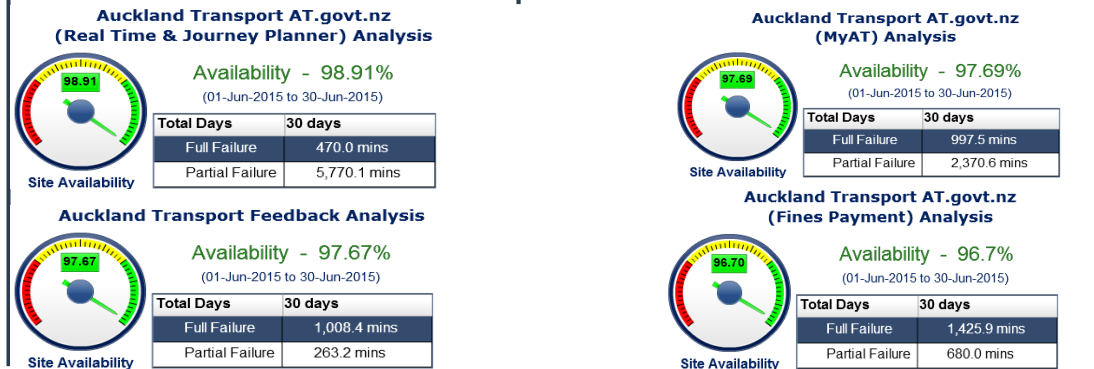 Auckland Transport AT.govt.nz
(Real Time & Journey Planner) Analysis
98.91
Availability - 98.91%
(01-Jun-2015 to 30-Jun-2015)
Total Days 30 days
Full Failure 470.0 mins
Partial Failure 5,770.1 mins
Site Availability
Auckland Transport AT.govt.nz
(MyAT) Analysis
97.69
Availability - 97.69%
(01-Jun-2015 to 30-Jun-2015)
Total Days 30 days
Full Failure 997.5 mins
Partial Failure 2,370.6 mins
Site Availability
Auckland Transport Feedback Analysis
97.67
Availability - 97.67%
(01-Jun-2015 to 30-Jun-2015)
Total Days 30 days
Full Failure 1,008.4 mins
Partial Failure 263.2 mins
Site Availability
Auckland Transport AT.govt.nz
(Fines Payment) Analysis
96.70
Availability - 96.7%
(01-Jun-2015 to 30-Jun-2015)
Total Days 30 days
Full Failure 1,425.9 mins
Partial Failure 680.0 mins
Site Availability